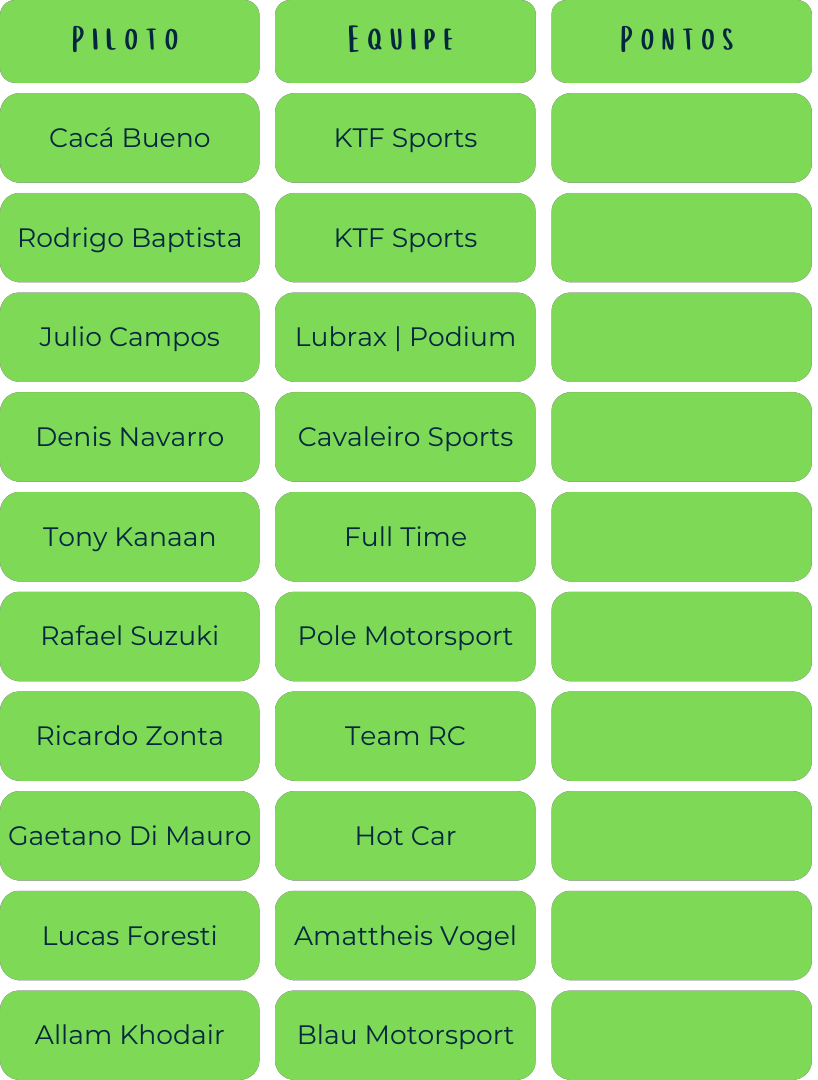 Piloto Equipe Pontos
Cacá Bueno KTF Sports
Rodrigo Baptista KTF Sports
Julio Campos Lubrax | Podium
Denis Navarro Cavaleiro Sports
Tony Kanaan Full Time
Rafael Suzuki Pole Motorsport
Ricardo Zonta Team RC
Gaetano Di Mauro Hot Car
Lucas Foresti Amattheis Vogel
Allam Khodair Blau Motorsport